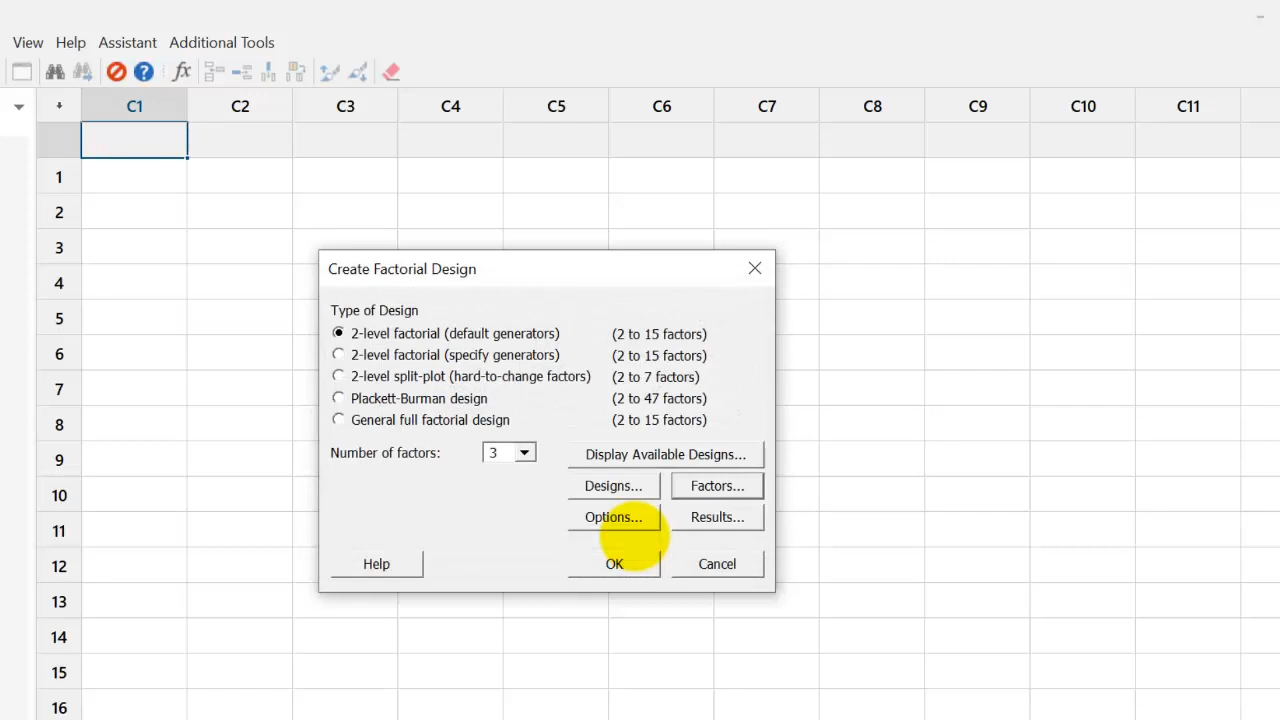 View Help Assistant Additional Tools
fx
C1 C2 C3 C4 C5 C6 C7 C8 C9 C10 C11
1
2
3
4
5
6
7
8
9
10
11
12
13
14
15
16
Create Factorial Design
Type of Design
2-level factorial (default generators) (2 to 15 factors)
2-level factorial (specify generators) (2 to 15 factors)
2-level split-plot (hard-to-change factors) (2 to 7 factors)
Plackett-Burman design (2 to 47 factors)
General full factorial design (2 to 15 factors)
Number of factors: 3 Display Available Designs...
Designs... Factors...
Options... Results...
Help OK Cancel